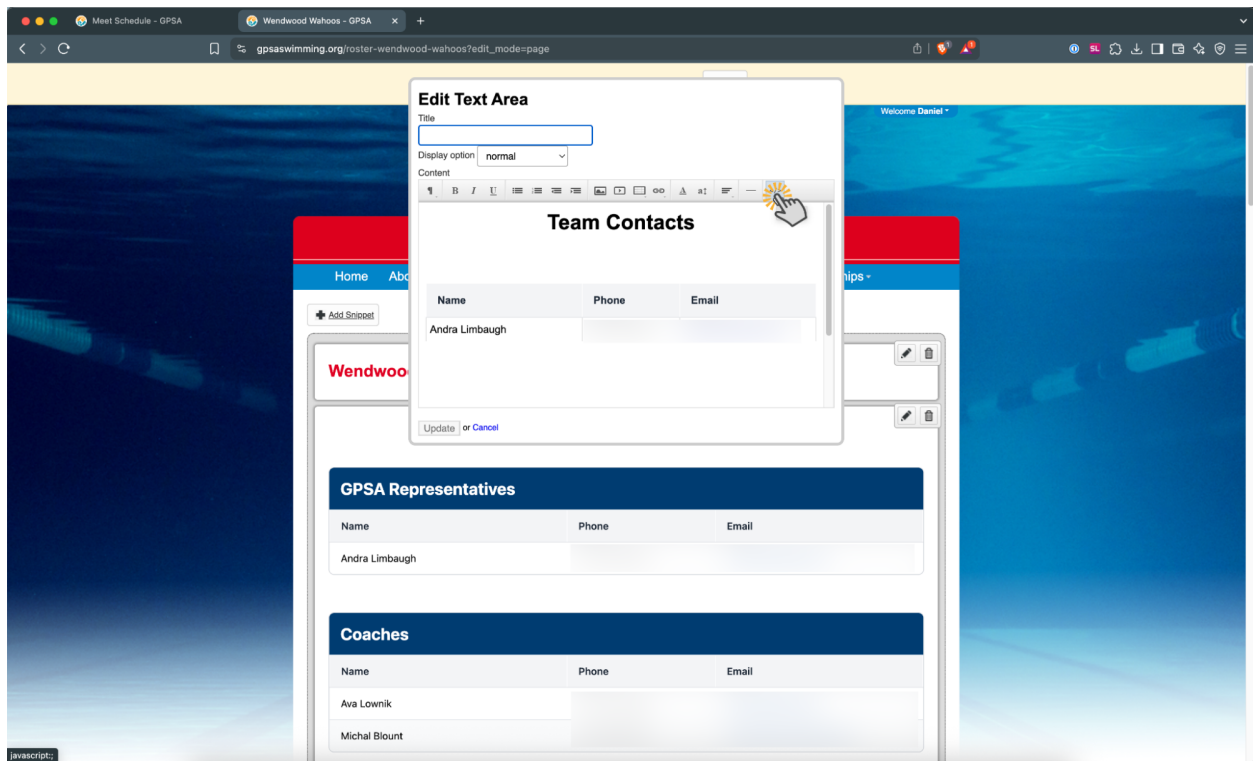 Meet Schedule - GPSA
Wendwood Wahoos - GPSA
gpsaswimming.org/roster-wendwood-wahoos?edit_mode=page
Welcome Daniel
Edit Text Area
Title
Display option normal
Content
Team Contacts
Name Phone Email
Andra Limbaugh
Update or Cancel
Home
hips
Add Snippet
GPSA Representatives
Name Phone Email
Andra Limbaugh
Coaches
Name Phone Email
Ava Lownik
Michal Blount
javascript:;